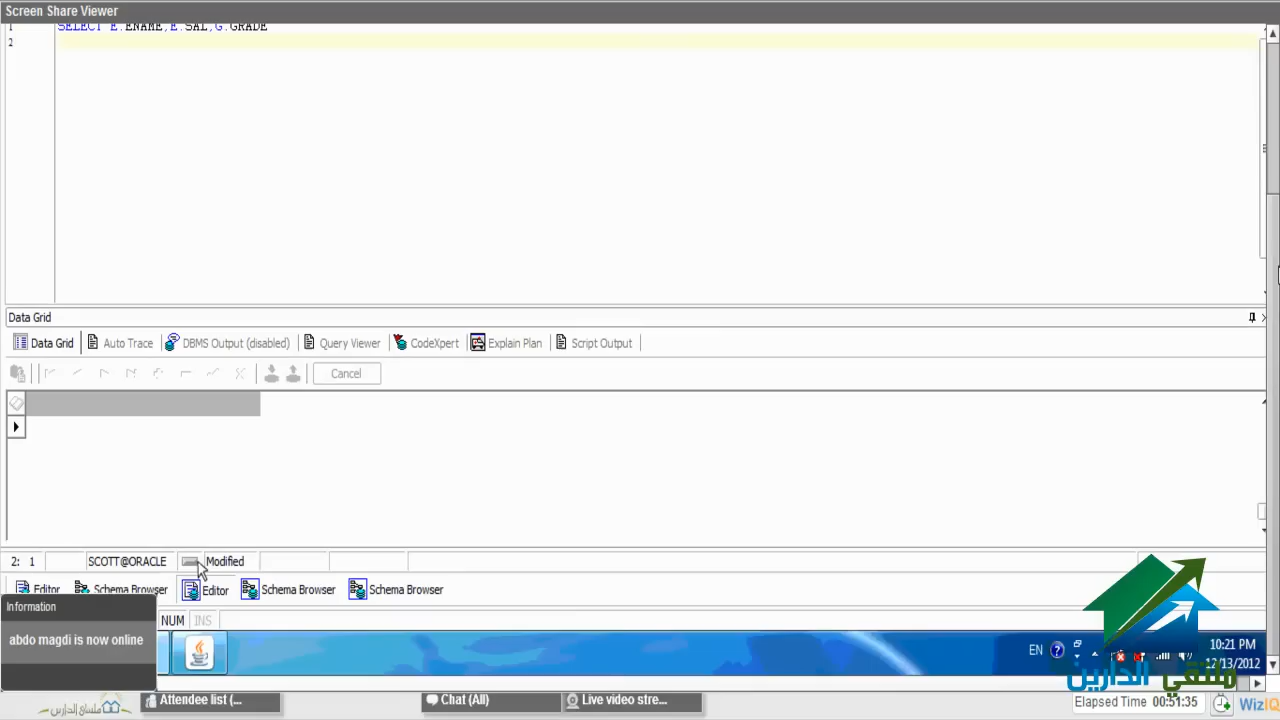 Screen Share Viewer
1 SELECT E.ENAME,E.SAL,G.GRADE
2
Data Grid
Data Grid Auto Trace DBMS Output (disabled) Query Viewer CodeXpert Explain Plan Script Output
Cancel
2: 1 SCOTT@ORACLE Modified
Editor Schema Browser Editor Schema Browser Schema Browser
Information
NUM INS
abdo magdi is now online
EN 10:21 PM
12/13/2012
ملتقي الدارين
Attendee list (... Chat (All) Live video stre... Elapsed Time 00:51:35 WizIQ